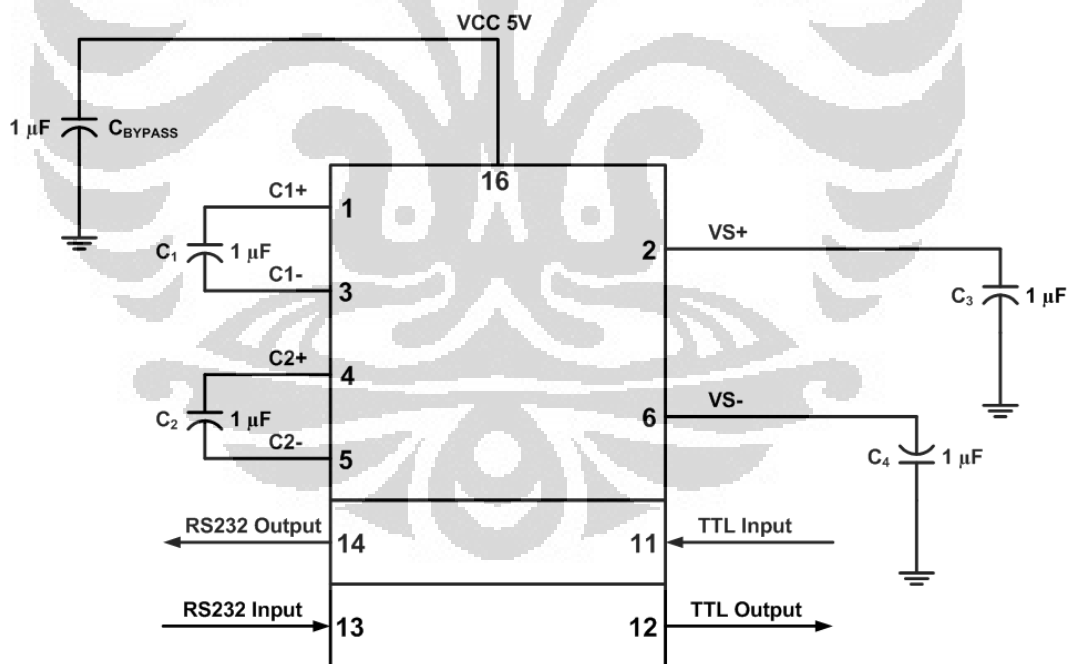 VCC 5V
1 µF
C_BYPASS
16
C1+
1
C₁
1 µF
C1-
3
2
VS+
C₃
1 µF
C2+
4
C₂
1 µF
C2-
5
6
VS-
C₄
1 µF
RS232 Output
14
11
TTL Input
RS232 Input
13
12
TTL Output